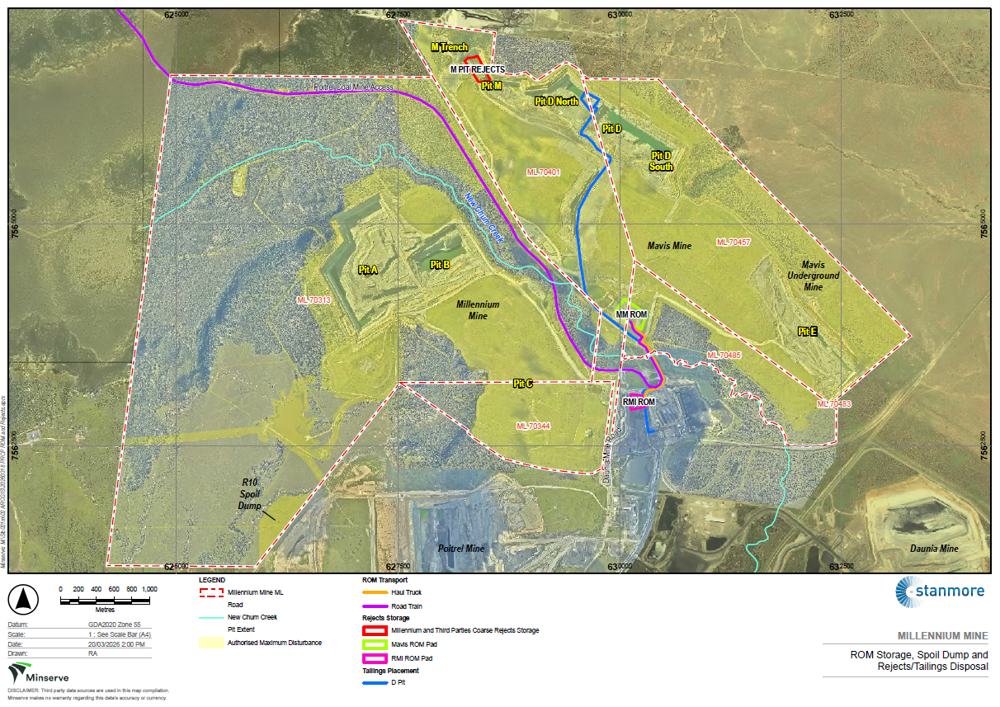 625000
627500
630000
632500
M Trench
M PIT REJECTS
Pit M
Poitrel Coal Mine Access
Pit D North
Pit D
Pit D
South
ML 70401
New Chum Creek
7565000
7565000
Mavis Mine
ML 70457
Mavis
Underground
Mine
Pit A
Pit B
ML 70313
Millennium
Mine
MM ROM
Pit E
ML 70485
Pit C
RMI ROM
ML 70483
ML 70344
Daunia Mine Road
7562500
7562500
R10
Spoil
Dump
Poitrel Mine
Daunia Mine
625000
627500
630000
632500
0 200 400 600 800 1,000
Metres
Datum: GDA2020 Zone 55
Scale: 1 : See Scale Bar (A4)
Date: 20/03/2026 2:00 PM
Drawn: RA
Minserve
DISCLAIMER: Third party data sources are used in this map compilation.
Minserve makes no warranty regarding this data's accuracy or currency.
LEGEND
Millennium Mine ML
Road
New Chum Creek
Pit Extent
Authorised Maximum Disturbance
ROM Transport
Haul Truck
Road Train
Rejects Storage
Millennium and Third Parties Coarse Rejects Storage
Mavis ROM Pad
RMI ROM Pad
Tailings Placement
D Pit
stanmore
MILLENNIUM MINE
ROM Storage, Spoil Dump and
Rejects/Tailings Disposal